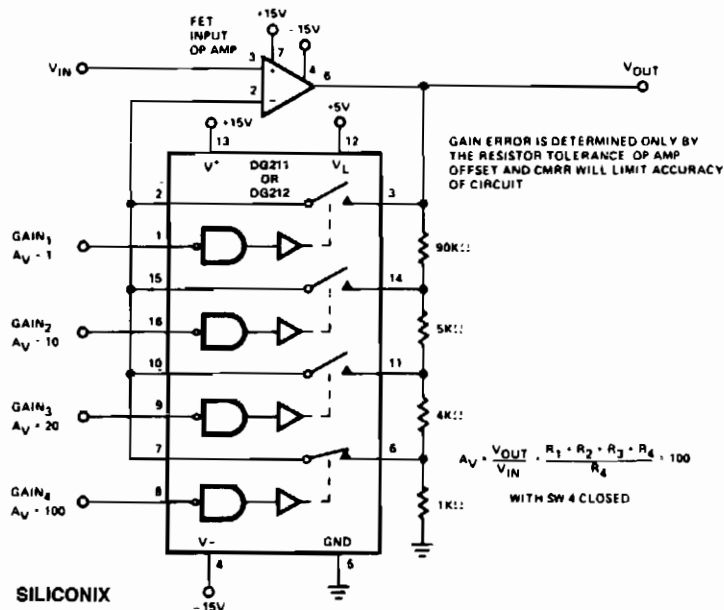 FET
INPUT
OP AMP
+15V
-15V
7
4
3
2
6
VIN
VOUT
+15V
13
+5V
12
V+
DG211
OR
DG212
VL
GAIN ERROR IS DETERMINED ONLY BY
THE RESISTOR TOLERANCE OP AMP
OFFSET AND CMRR WILL LIMIT ACCURACY
OF CIRCUIT
2
3
GAIN1
AV - 1
1
90KΩ
15
14
GAIN2
AV - 10
16
5KΩ
10
11
GAIN3
AV = 20
9
4KΩ
7
6
AV = VOUT / VIN = R1 + R2 + R3 + R4 / R4 = 100
WITH SW 4 CLOSED
GAIN4
AV = 100
8
1KΩ
V-
GND
4
5
-15V
SILICONIX